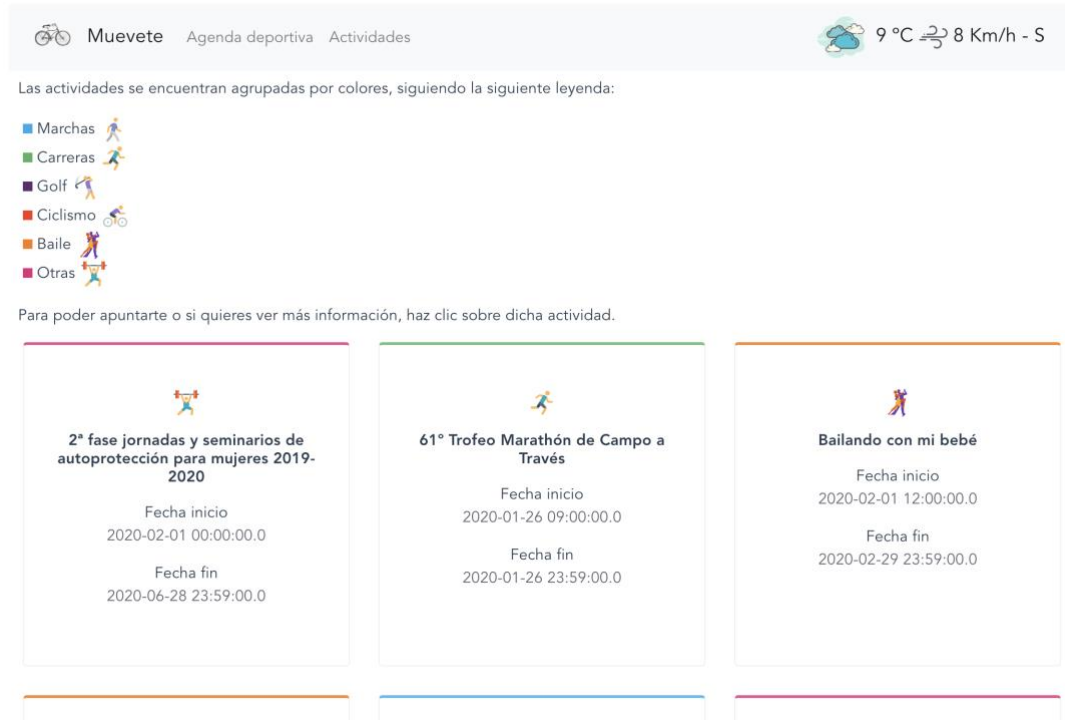 Muevete Agenda deportiva Actividades 9 ºC 8 Km/h - S
Las actividades se encuentran agrupadas por colores, siguiendo la siguiente leyenda:
Marchas
Carreras
Golf
Ciclismo
Baile
Otras
Para poder apuntarte o si quieres ver más información, haz clic sobre dicha actividad.
2ª fase jornadas y seminarios de
autoprotección para mujeres 2019-
2020
Fecha inicio
2020-02-01 00:00:00.0
Fecha fin
2020-06-28 23:59:00.0
61º Trofeo Marathón de Campo a
Través
Fecha inicio
2020-01-26 09:00:00.0
Fecha fin
2020-01-26 23:59:00.0
Bailando con mi bebé
Fecha inicio
2020-02-01 12:00:00.0
Fecha fin
2020-02-29 23:59:00.0